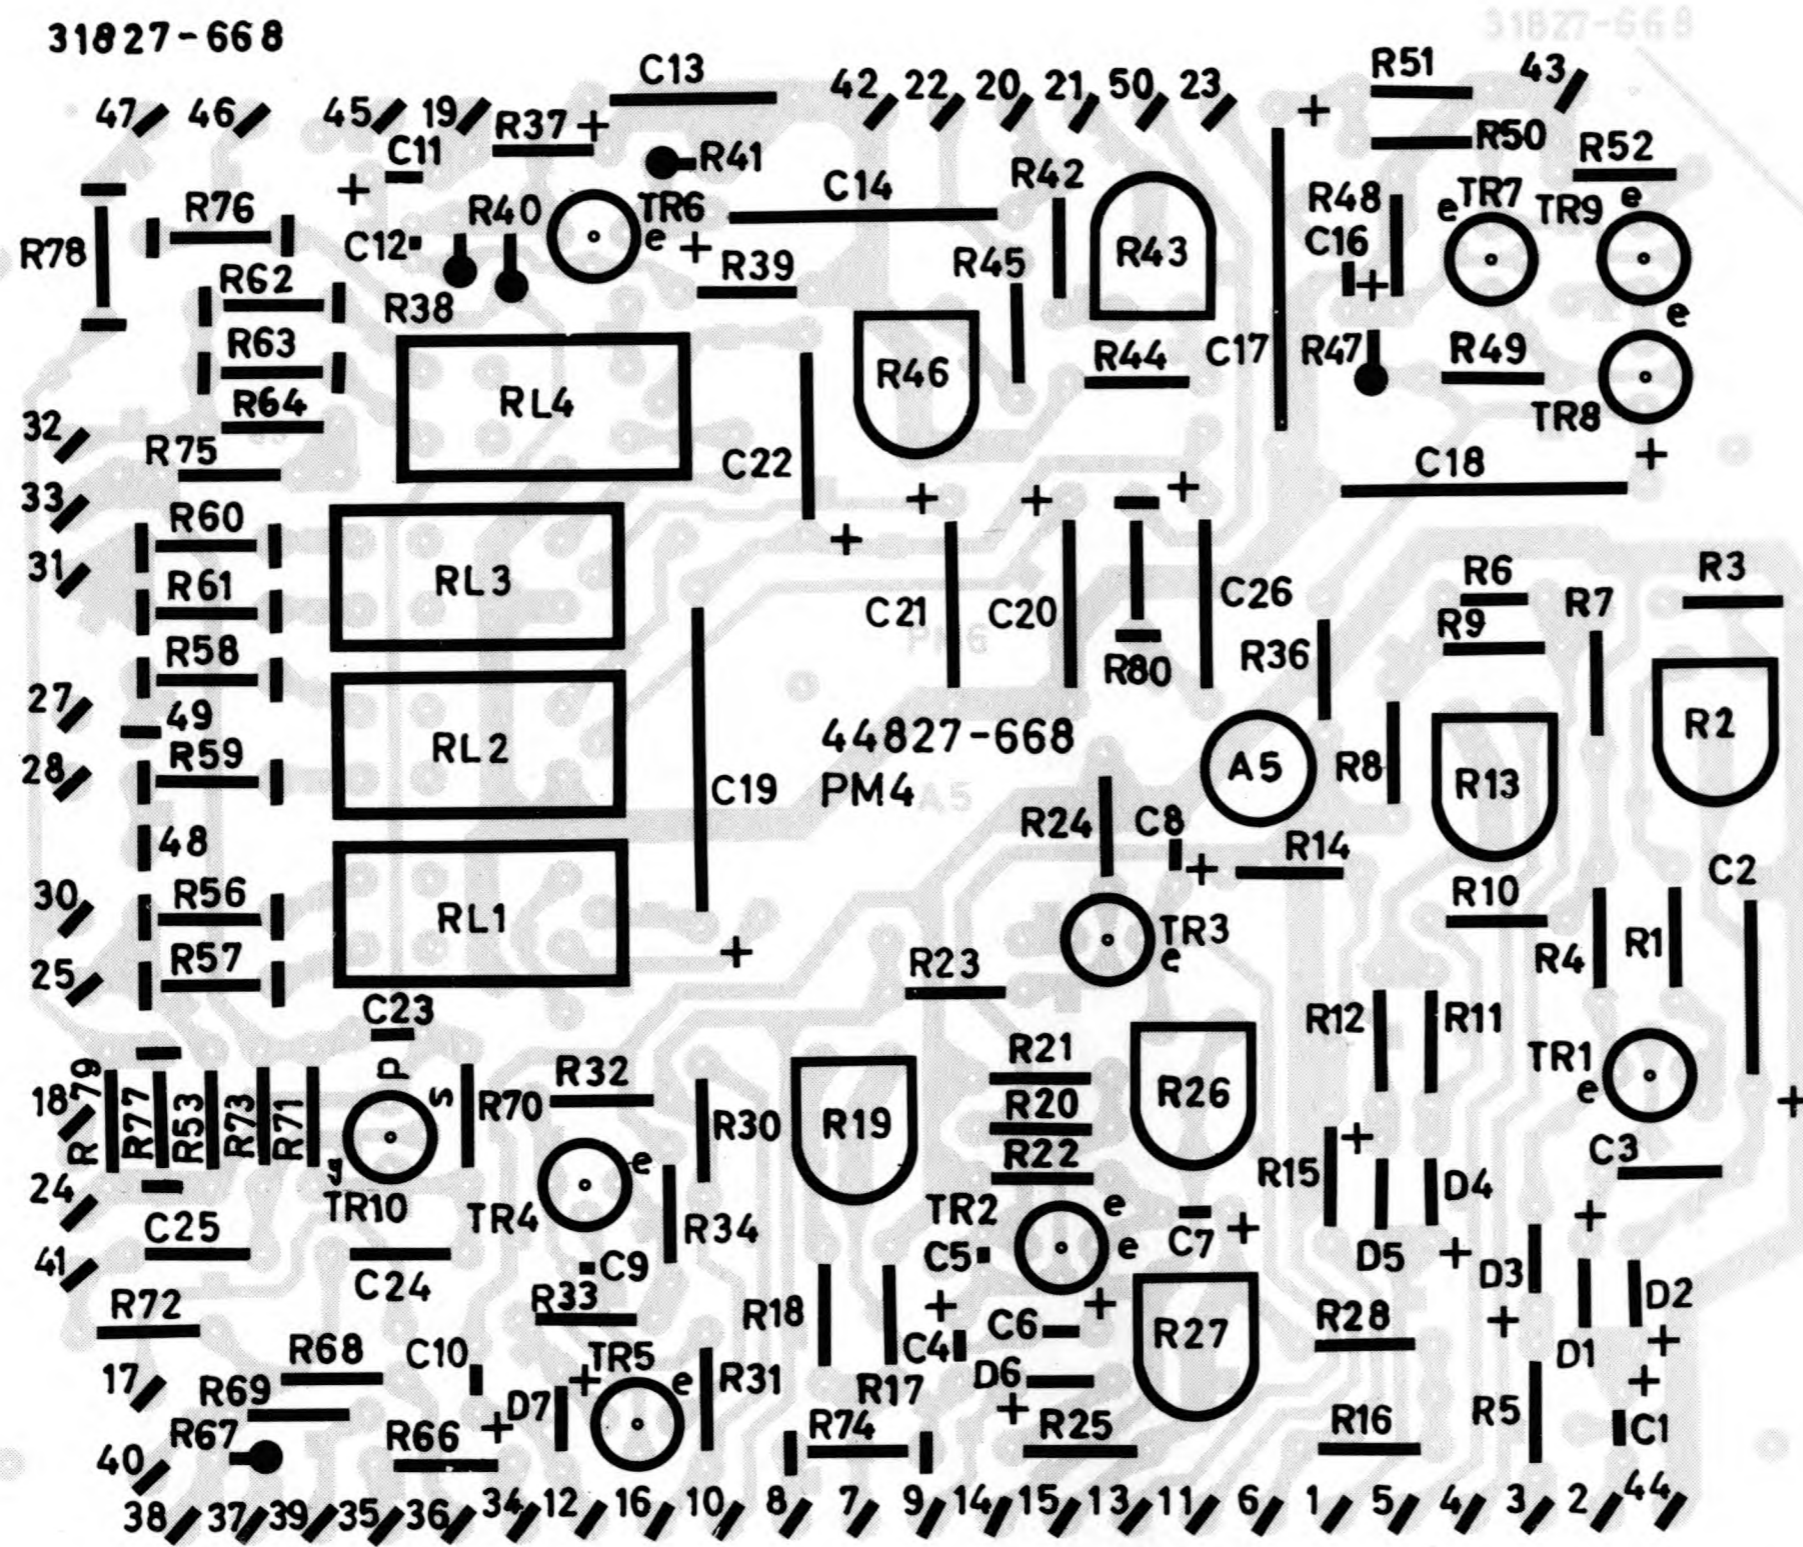 31827-668
31827-668
47 46 45 19 C13 42 22 20 21 50 23 + R51 43
C11 R37 + R41 R50 R52
+ R76 R40 TR6 C14 R42 R48 e TR7 TR9 e
R78 C12 e + R39 R45 R43 C16 +
R62 R38 e
R63 RL4 R46 R44 C17 R47 R49
R64 TR8
32 R75 C22 C18 +
33 R60 + + +
31 RL3 + R6 R3
R61 C21 C20 C26 R7
PM6 R9
R58 R80 R36
27 49 RL2 44827-668 R2
28 R59 C19 PM4 A5 A5 R8 R13
48 R24 C8 + R14
30 R56 RL1 R10 C2
25 R57 + R23 TR3 e R4 R1
C23 R12 R11
79 p R32 R21 TR1
18 R R77 R53 R73 R71 s R70 R30 R19 R20 R26 e +
R22 + R15 C3
24 g TR10 TR4 e R34 TR2 e D4
C25 C5 e C7 + +
41 C24 C9 D5 + D3
R72 R33 R18 + C6 + R27 R28 + D2
R68 C10 TR5 C4 D1 +
17 R69 D7 + e R31 R17 D6 + R5 +
R67 R66 + R74 R25 R16 C1
40
38 37 39 35 36 34 12 16 10 8 7 9 14 15 13 11 6 1 5 4 3 2 44